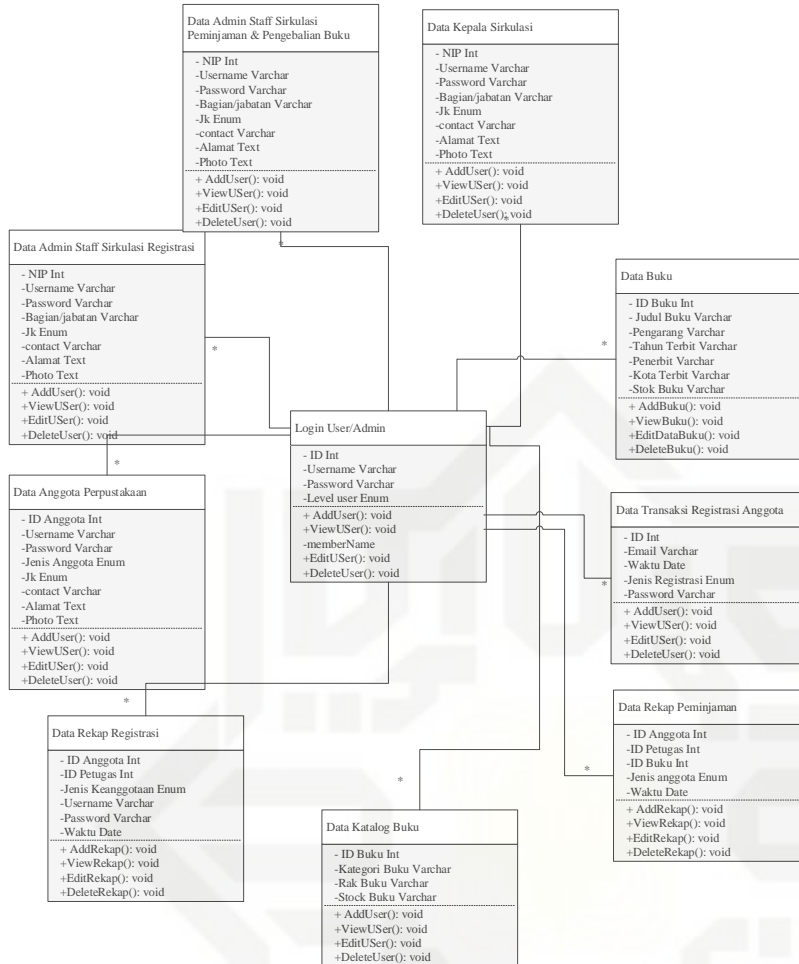 Data Admin Staff Sirkulasi
Peminjaman & Pengebalian Buku
- NIP Int
-Username Varchar
-Password Varchar
-Bagian/jabatan Varchar
-Jk Enum
-contact Varchar
-Alamat Text
-Photo Text
+ AddUser(): void
+ViewUSer(): void
+EditUSer(): void
+DeleteUser(): void
*
Data Kepala Sirkulasi
- NIP Int
-Username Varchar
-Password Varchar
-Bagian/jabatan Varchar
-Jk Enum
-contact Varchar
-Alamat Text
-Photo Text
+ AddUser(): void
+ViewUSer(): void
+EditUSer(): void
+DeleteUser(): void
*
Data Admin Staff Sirkulasi Registrasi
- NIP Int
-Username Varchar
-Password Varchar
-Bagian/jabatan Varchar
-Jk Enum
-contact Varchar
-Alamat Text
-Photo Text
+ AddUser(): void
+ViewUSer(): void
+EditUSer(): void
+DeleteUser(): void
*
Data Buku
- ID Buku Int
- Judul Buku Varchar
-Pengarang Varchar
-Tahun Terbit Varchar
-Penerbit Varchar
-Kota Terbit Varchar
-Stok Buku Varchar
+ AddBuku(): void
+ViewBuku(): void
+EditDataBuku(): void
+DeleteBuku(): void
*
Login User/Admin
- ID Int
-Username Varchar
-Password Varchar
-Level user Enum
+ AddUser(): void
+ViewUSer(): void
-memberName
+EditUSer(): void
+DeleteUser(): void
*
Data Anggota Perpustakaan
- ID Anggota Int
-Username Varchar
-Password Varchar
-Jenis Anggota Enum
-Jk Enum
-contact Varchar
-Alamat Text
-Photo Text
+ AddUser(): void
+ViewUSer(): void
+EditUSer(): void
+DeleteUser(): void
Data Transaksi Registrasi Anggota
- ID Int
-Email Varchar
-Waktu Date
-Jenis Registrasi Enum
-Password Varchar
+ AddUser(): void
+ViewUSer(): void
+EditUSer(): void
+DeleteUser(): void
*
*
Data Rekap Registrasi
- ID Anggota Int
-ID Petugas Int
-Jenis Keanggotaan Enum
- Username Varchar
-Password Varchar
-Waktu Date
+ AddRekap(): void
+ViewRekap(): void
+EditRekap(): void
+DeleteRekap(): void
Data Rekap Peminjaman
- ID Anggota Int
-ID Petugas Int
-ID Buku Int
-Jenis anggota Enum
-Waktu Date
+ AddRekap(): void
+ViewRekap(): void
+EditRekap(): void
+DeleteRekap(): void
*
*
Data Katalog Buku
- ID Buku Int
-Kategori Buku Varchar
-Rak Buku Varchar
-Stock Buku Varchar
+ AddUser(): void
+ViewUSer(): void
+EditUSer(): void
+DeleteUser(): void